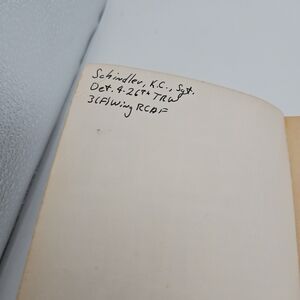 Schindler, K.C., Sgt.
Det. 4-26th TRW
3(F) Wing RCAF